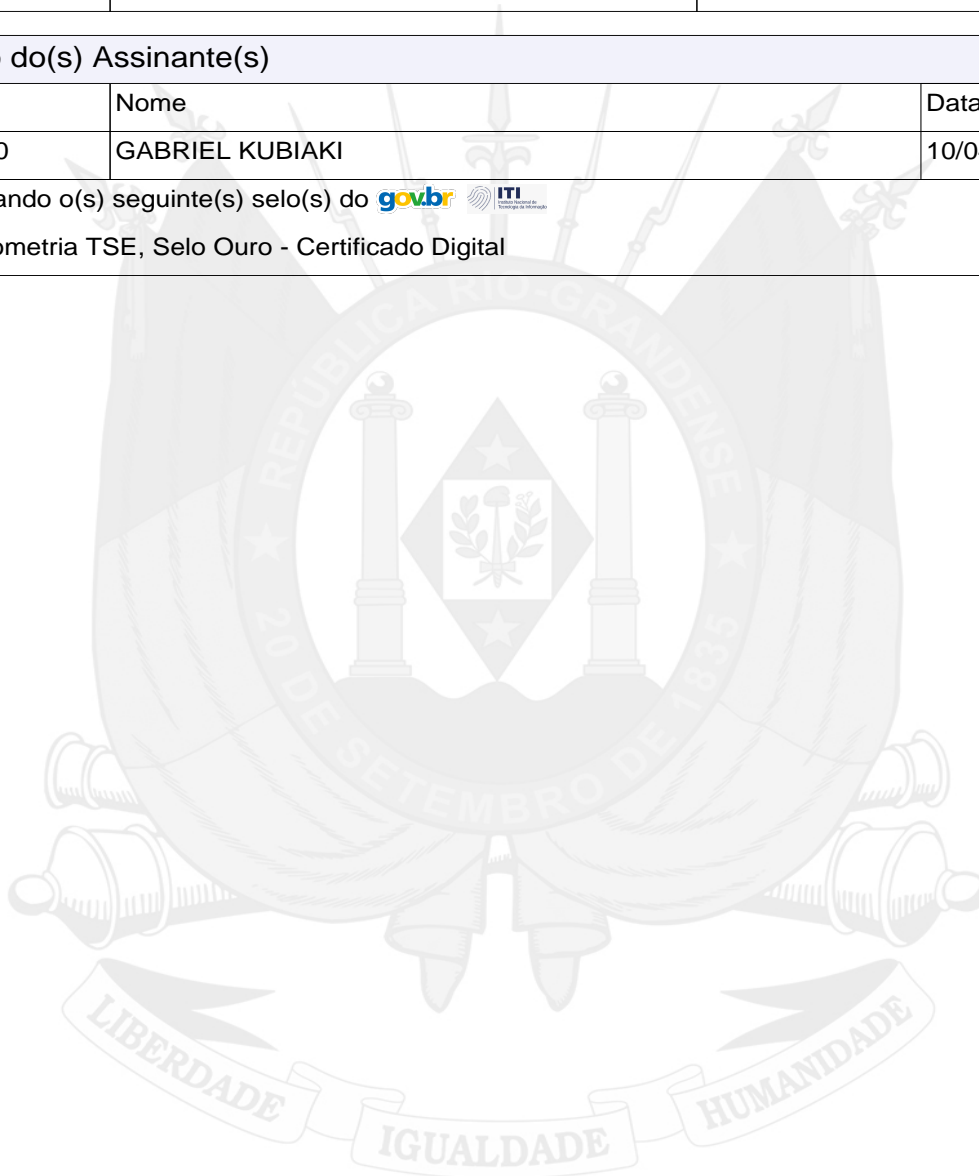 o do(s) Assinante(s)
Nome
Data
0
GABRIEL KUBIAKI
10/0
ando o(s) seguinte(s) selo(s) do gov.br ITI
ometria TSE, Selo Ouro - Certificado Digital
REPÚBLICA RIO-GRANDENSE
20 DE SETEMBRO DE 1835
LIBERDADE
IGUALDADE
HUMANIDADE